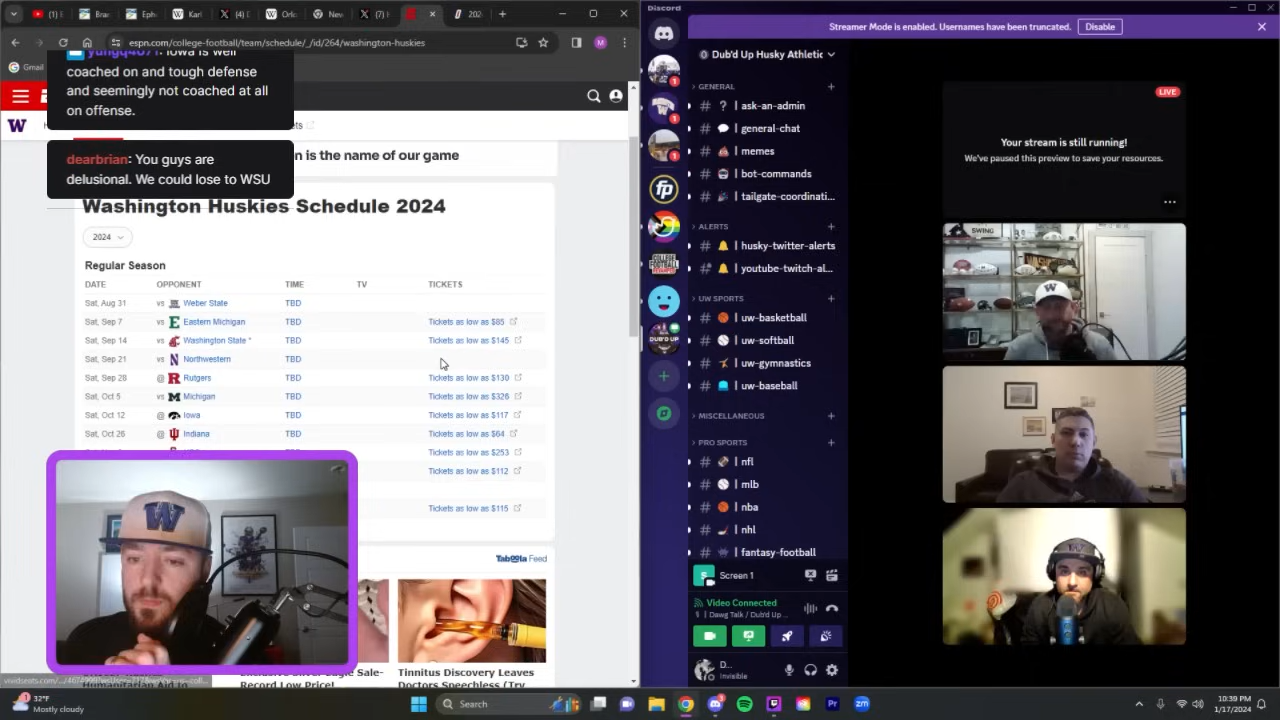 202
espn.com/college-football/team/schedule/_/id/264/washington-huskies
Gmail
yungq4671: Iowa is well
coached on and tough defense
and seemingly not coached at all
on offense.
dearbrian: You guys are
delusional. We could lose to WSU
n is the name of our game
Washington Huskies Schedule 2024
2024
Regular Season
DATE OPPONENT TIME TV TICKETS
Sat, Aug 31 vs Weber State TBD
Sat, Sep 7 vs Eastern Michigan TBD Tickets as low as $85
Sat, Sep 14 vs Washington State * TBD Tickets as low as $145
Sat, Sep 21 vs Northwestern TBD
Sat, Sep 28 @ Rutgers TBD Tickets as low as $130
Sat, Oct 5 vs Michigan TBD Tickets as low as $326
Sat, Oct 12 @ Iowa TBD Tickets as low as $117
Sat, Oct 26 @ Indiana TBD Tickets as low as $64
Tickets as low as $253
Tickets as low as $112
Tickets as low as $115
Taboola Feed
Sale-
Record Low Price!
Tinnitus Discovery Leaves
Doctors Speechless (Try
32°F
Mostly cloudy
Search
Discord
Streamer Mode is enabled. Usernames have been truncated. Disable
Dub'd Up Husky Athletic
GENERAL
# ? | ask-an-admin
# | general-chat
# | memes
# | bot-commands
# | tailgate-coordinati...
ALERTS
# | husky-twitter-alerts
# | youtube-twitch-al...
UW SPORTS
# | uw-basketball
# | uw-softball
# | uw-gymnastics
# | uw-baseball
MISCELLANEOUS
PRO SPORTS
# | nfl
# | mlb
# | nba
# | nhl
# | fantasy-football
Screen 1
Video Connected
Dawg Talk / Dub'd Up...
D...
Invisible
LIVE
Your stream is still running!
We've paused this preview to save your resources.
SWING
10:39 PM
1/17/2024